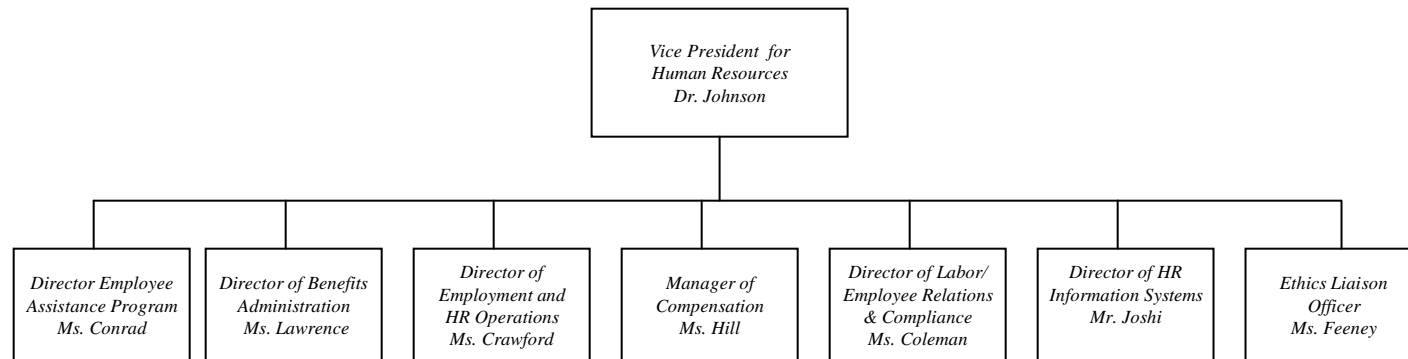 Vice President for
Human Resources
Dr. Johnson
Director Employee
Assistance Program
Ms. Conrad
Director of Benefits
Administration
Ms. Lawrence
Director of
Employment and
HR Operations
Ms. Crawford
Manager of
Compensation
Ms. Hill
Director of Labor/
Employee Relations
& Compliance
Ms. Coleman
Director of HR
Information Systems
Mr. Joshi
Ethics Liaison
Officer
Ms. Feeney